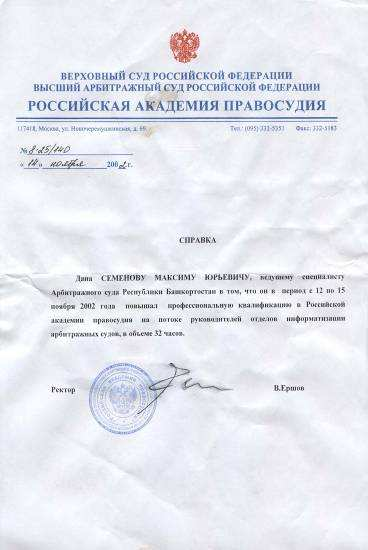 ВЕРХОВНЫЙ СУД РОССИЙСКОЙ ФЕДЕРАЦИИ
ВЫСШИЙ АРБИТРАЖНЫЙ СУД РОССИЙСКОЙ ФЕДЕРАЦИИ
РОССИЙСКАЯ АКАДЕМИЯ ПРАВОСУДИЯ
117418, Москва, ул. Новочеремушкинская, д. 69. Тел.: (095) 332-5353 Факс: 332-5183
№ 8-25/140
« 14 » ноября 2002 г.
СПРАВКА
Дана СЕМЕНОВУ МАКСИМУ ЮРЬЕВИЧУ, ведущему специалисту
Арбитражного суда Республики Башкортостан в том, что он в период с 12 по 15
ноября 2002 года повышал профессиональную квалификацию в Российской
академии правосудия на потоке руководителей отделов информатизации
арбитражных судов, в объеме 32 часов.
Ректор В.Ершов